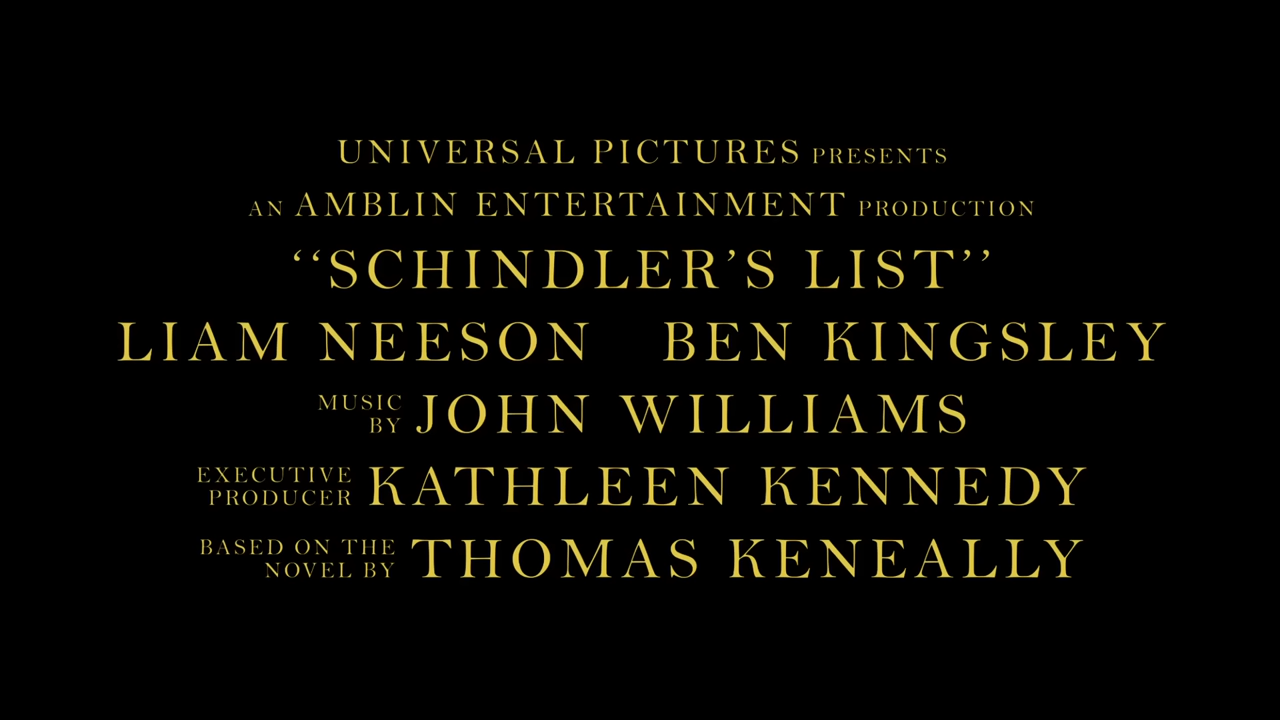 UNIVERSAL PICTURES PRESENTS
AN AMBLIN ENTERTAINMENT PRODUCTION
‘‘SCHINDLER’S LIST’’
LIAM NEESON BEN KINGSLEY
MUSIC BY JOHN WILLIAMS
EXECUTIVE PRODUCER KATHLEEN KENNEDY
BASED ON THE NOVEL BY THOMAS KENEALLY